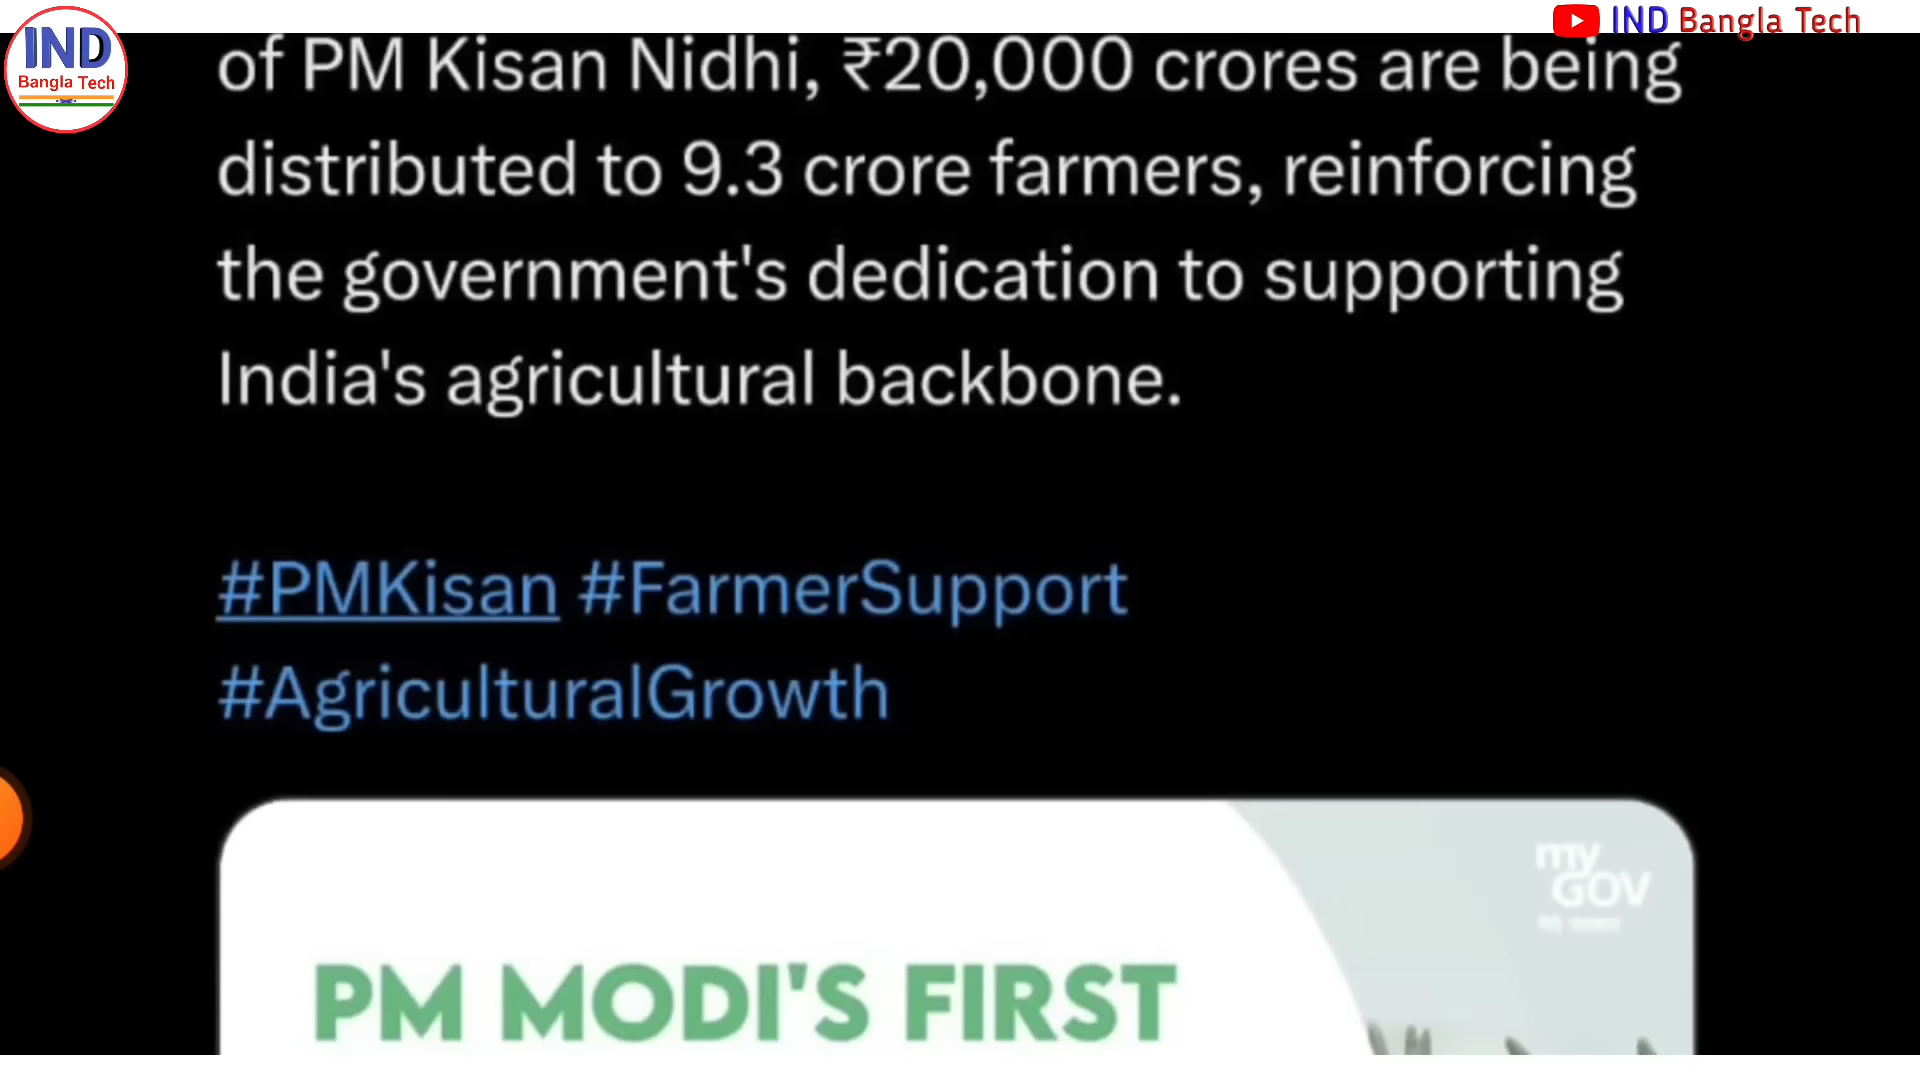 IND
Bangla Tech
IND Bangla Tech
of PM Kisan Nidhi, ₹20,000 crores are being
distributed to 9.3 crore farmers, reinforcing
the government's dedication to supporting
India's agricultural backbone.
#PMKisan #FarmerSupport
#AgriculturalGrowth
my
GOV
PM MODI'S FIRST